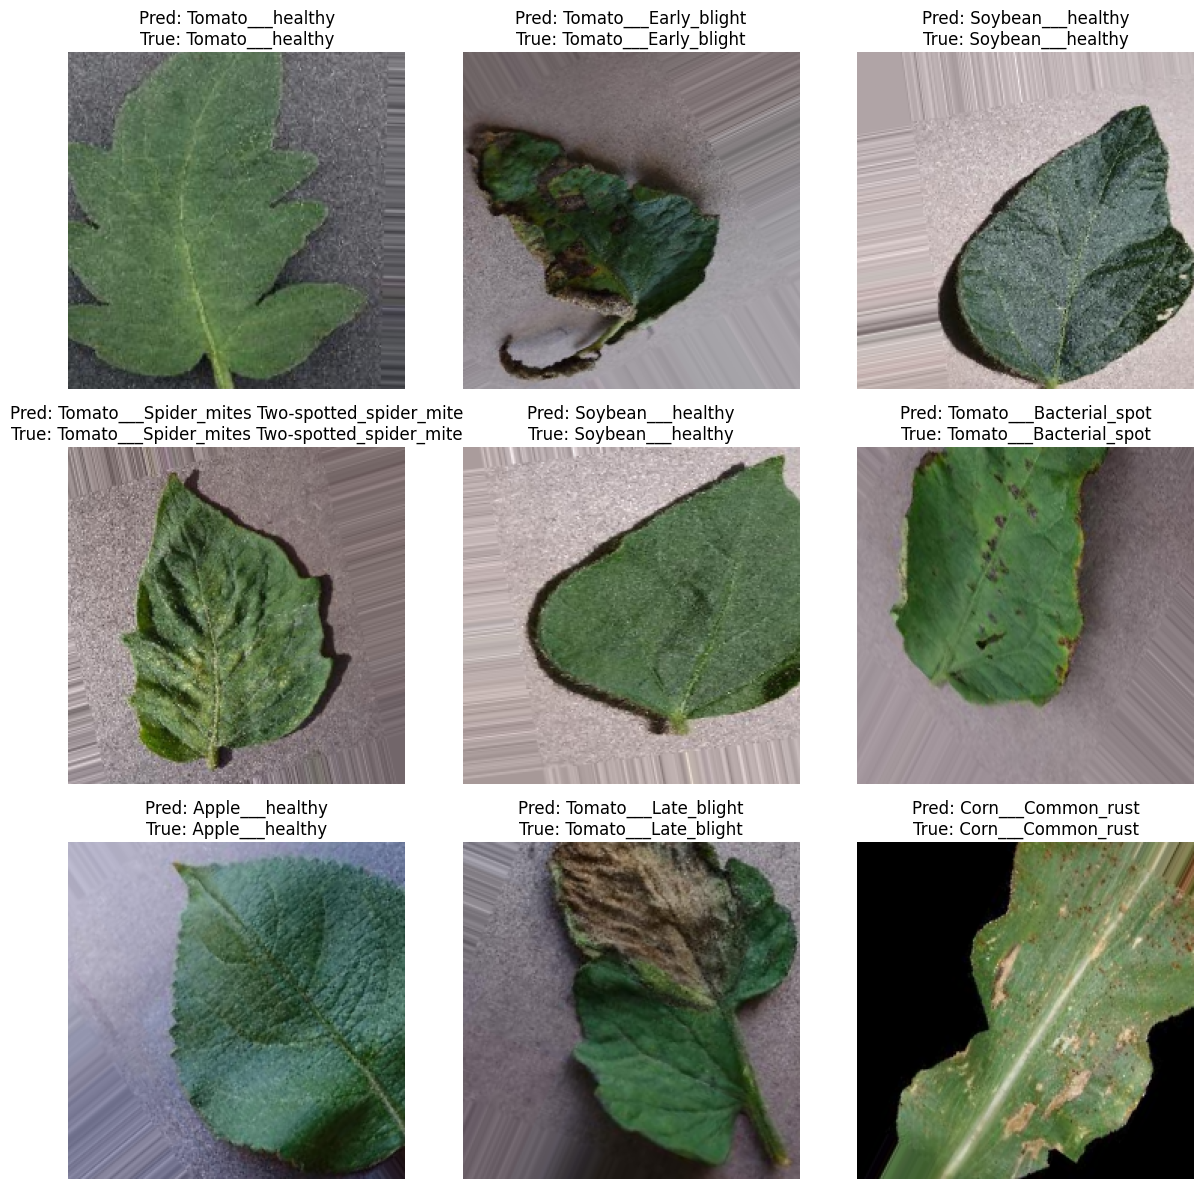 Pred: Tomato___healthy
True: Tomato___healthy
Pred: Tomato___Early_blight
True: Tomato___Early_blight
Pred: Soybean___healthy
True: Soybean___healthy
Pred: Tomato___Spider_mites Two-spotted_spider_mite
True: Tomato___Spider_mites Two-spotted_spider_mite
Pred: Soybean___healthy
True: Soybean___healthy
Pred: Tomato___Bacterial_spot
True: Tomato___Bacterial_spot
Pred: Apple___healthy
True: Apple___healthy
Pred: Tomato___Late_blight
True: Tomato___Late_blight
Pred: Corn___Common_rust
True: Corn___Common_rust